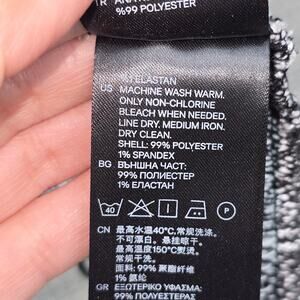 %99 POLYESTER
% ELASTAN
US MACHINE WASH WARM.
ONLY NON-CHLORINE
BLEACH WHEN NEEDED.
LINE DRY. MEDIUM IRON.
DRY CLEAN.
SHELL: 99% POLYESTER
1% SPANDEX
BG ВЪНШНА ЧАСТ:
99% ПОЛИЕСТЕР
1% ЕЛАСТАН
40 P
CN 最高水温40℃.常规洗涤.
不可漂白. 悬挂晾干.
最高温度150℃熨烫.
常规干洗.
面料: 99% 聚酯纤维
1% 氨纶
GR ΕΞΩΤΕΡΙΚΟ ΥΦΑΣΜΑ:
99% ΠΟΛΥΕΣΤΕΡΑΣ